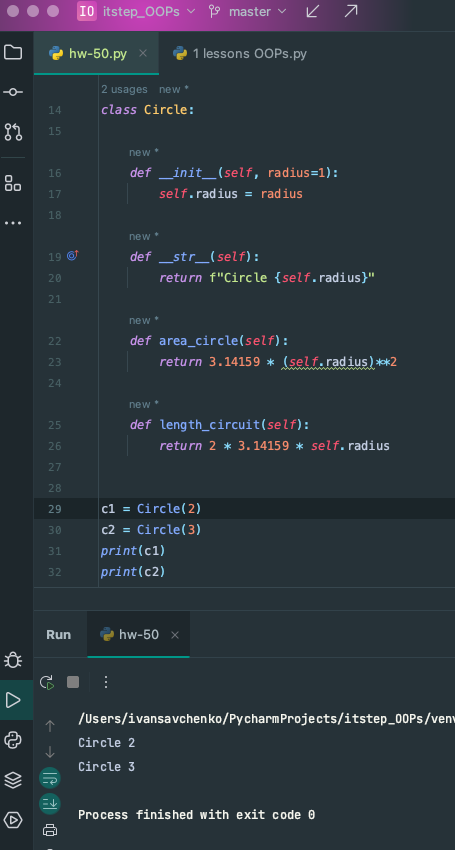 IO itstep_OOPs master
hw-50.py 1 lessons OOPs.py
2 usages new *
14 class Circle:
15
new *
16 def __init__(self, radius=1):
17 self.radius = radius
18
new *
19 def __str__(self):
20 return f"Circle {self.radius}"
21
new *
22 def area_circle(self):
23 return 3.14159 * (self.radius)**2
24
new *
25 def length_circuit(self):
26 return 2 * 3.14159 * self.radius
27
28
29 c1 = Circle(2)
30 c2 = Circle(3)
31 print(c1)
32 print(c2)
Run hw-50
/Users/ivansavchenko/PycharmProjects/itstep_OOPs/venv
Circle 2
Circle 3
Process finished with exit code 0